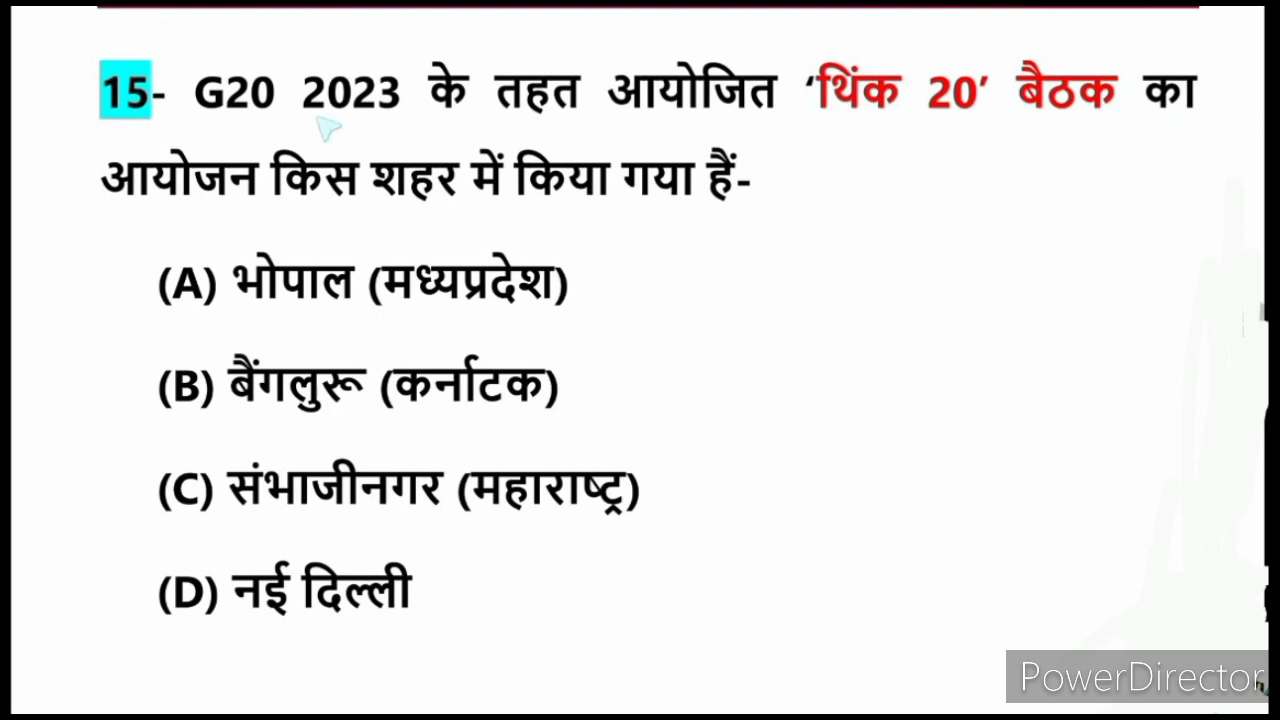 15- G20 2023 के तहत आयोजित ‘थिंक 20’ बैठक का
आयोजन किस शहर में किया गया हैं-
(A) भोपाल (मध्यप्रदेश)
(B) बैंगलुरू (कर्नाटक)
(C) संभाजीनगर (महाराष्ट्र)
(D) नई दिल्ली
PowerDirector